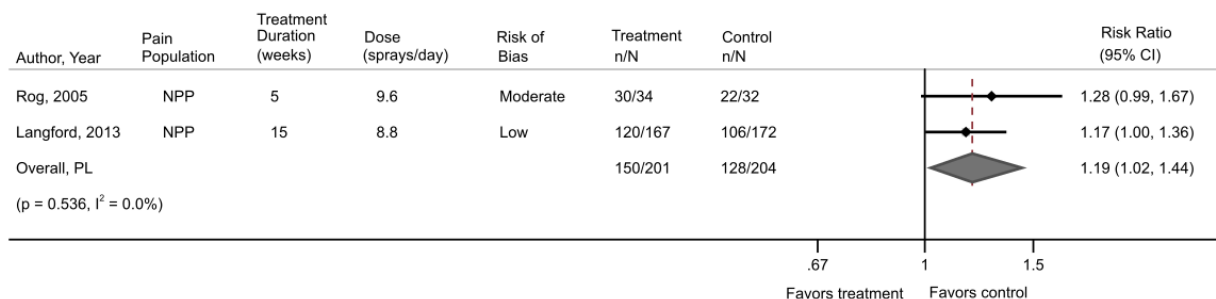 Author, Year Pain Population Treatment Duration (weeks) Dose (sprays/day) Risk of Bias Treatment n/N Control n/N Risk Ratio (95% CI)
Rog, 2005 NPP 5 9.6 Moderate 30/34 22/32 1.28 (0.99, 1.67)
Langford, 2013 NPP 15 8.8 Low 120/167 106/172 1.17 (1.00, 1.36)
Overall, PL 150/201 128/204 1.19 (1.02, 1.44)
(p = 0.536, I² = 0.0%)
.67 1 1.5
Favors treatment Favors control